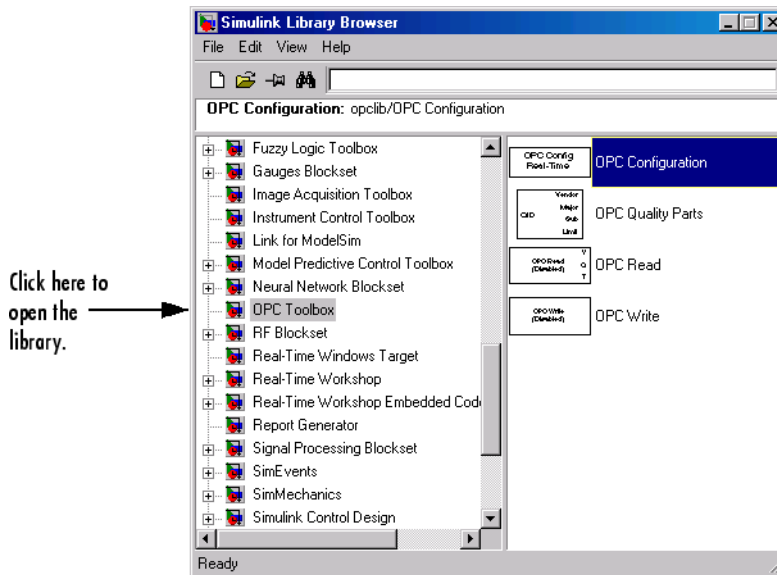 Simulink Library Browser
File Edit View Help
OPC Configuration: opclib/OPC Configuration
Fuzzy Logic Toolbox
Gauges Blockset
Image Acquisition Toolbox
Instrument Control Toolbox
Link for ModelSim
Model Predictive Control Toolbox
Neural Network Blockset
OPC Toolbox
RF Blockset
Real-Time Windows Target
Real-Time Workshop
Real-Time Workshop Embedded Code
Report Generator
Signal Processing Blockset
SimEvents
SimMechanics
Simulink Control Design
OPC Config
Real-Time
OPC Configuration
Vendor
Major
QID
Sub
Limit
OPC Quality Parts
OPC Read
(Disabled)
V
Q
T
OPC Read
OPC Write
(Disabled)
OPC Write
Click here to
open the
library.
Ready